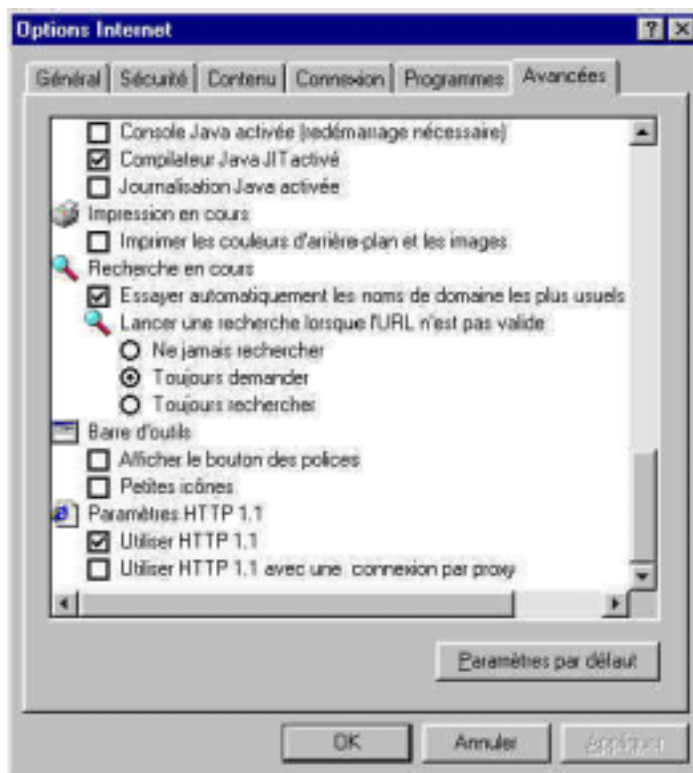 Options Internet
Général Sécurité Contenu Connexion Programmes Avancées
Console Java activée (redémarrage nécessaire)
Compilateur Java JIT activé
Journalisation Java activée
Impression en cours
Imprimer les couleurs d'arrière-plan et les images
Recherche en cours
Essayer automatiquement les noms de domaine les plus usuels
Lancer une recherche lorsque l'URL n'est pas valide
Ne jamais rechercher
Toujours demander
Toujours rechercher
Barre d'outils
Afficher le bouton des polices
Petites icônes
Paramètres HTTP 1.1
Utiliser HTTP 1.1
Utiliser HTTP 1.1 avec une connexion par proxy
Paramètres par défaut
OK Annuler Appliquer